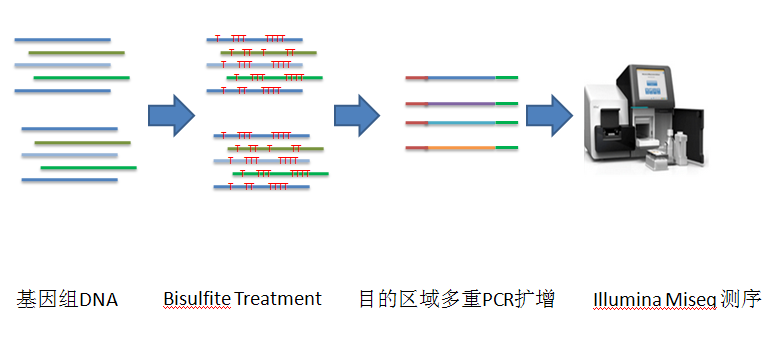 基因组DNA
Bisulfite Treatment
目的区域多重PCR扩增
Illumina Miseq 测序